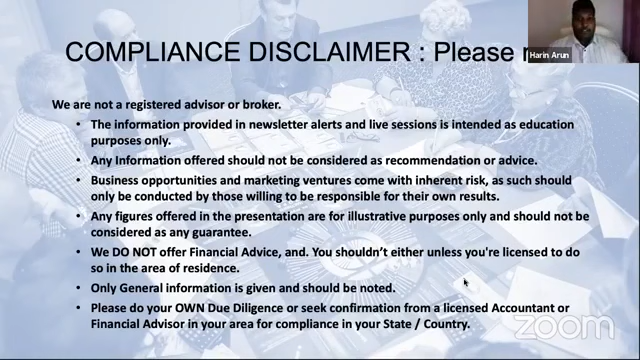 COMPLIANCE DISCLAIMER : Please
Harin Arun
We are not a registered advisor or broker.
• The information provided in newsletter alerts and live sessions is intended as education
purposes only.
• Any Information offered should not be considered as recommendation or advice.
• Business opportunities and marketing ventures come with inherent risk, as such should
only be conducted by those willing to be responsible for their own results.
• Any figures offered in the presentation are for illustrative purposes only and should not be
considered as any guarantee.
• We DO NOT offer Financial Advice, and. You shouldn't either unless you're licensed to do
so in the area of residence.
• Only General information is given and should be noted.
• Please do your OWN Due Diligence or seek confirmation from a licensed Accountant or
Financial Advisor in your area for compliance in your State / Country.
zoom